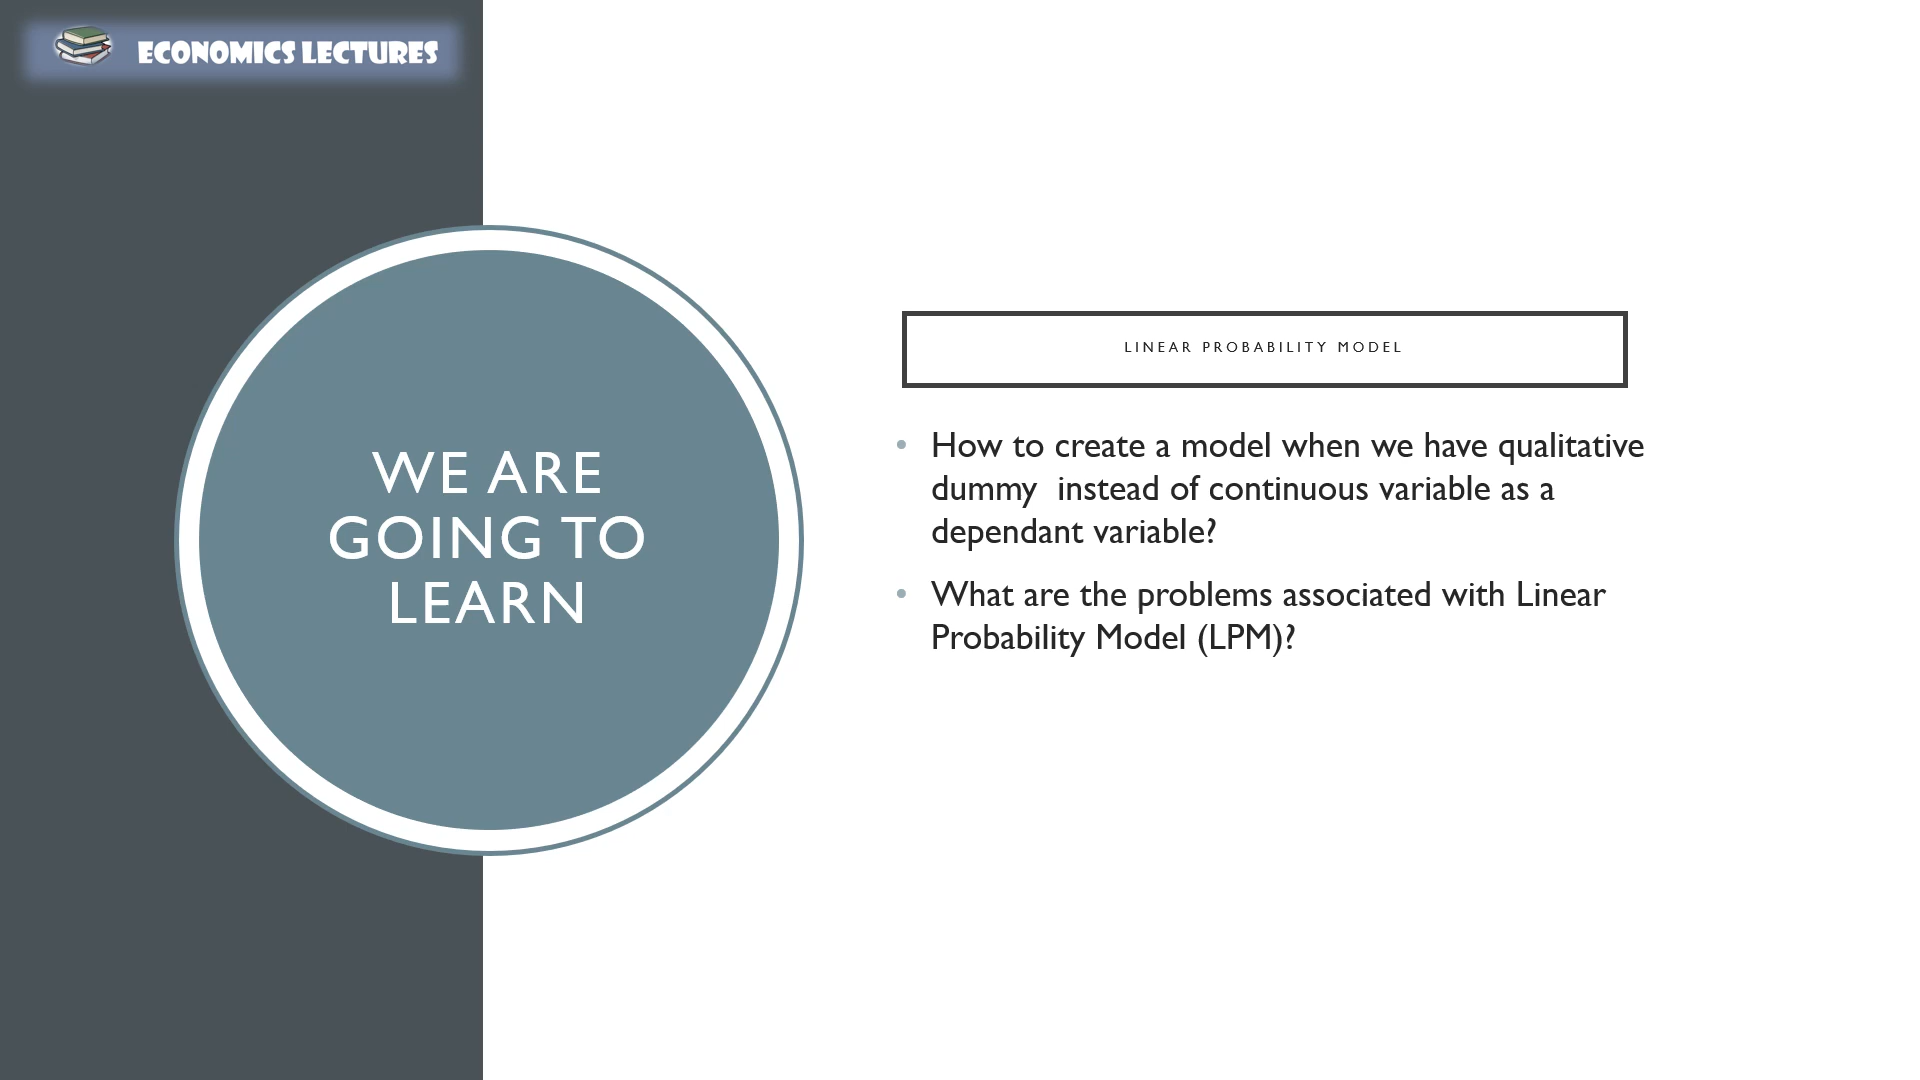 ECONOMICS LECTURES
WE ARE
GOING TO
LEARN
LINEAR PROBABILITY MODEL
• How to create a model when we have qualitative
dummy  instead of continuous variable as a
dependant variable?
• What are the problems associated with Linear
Probability Model (LPM)?